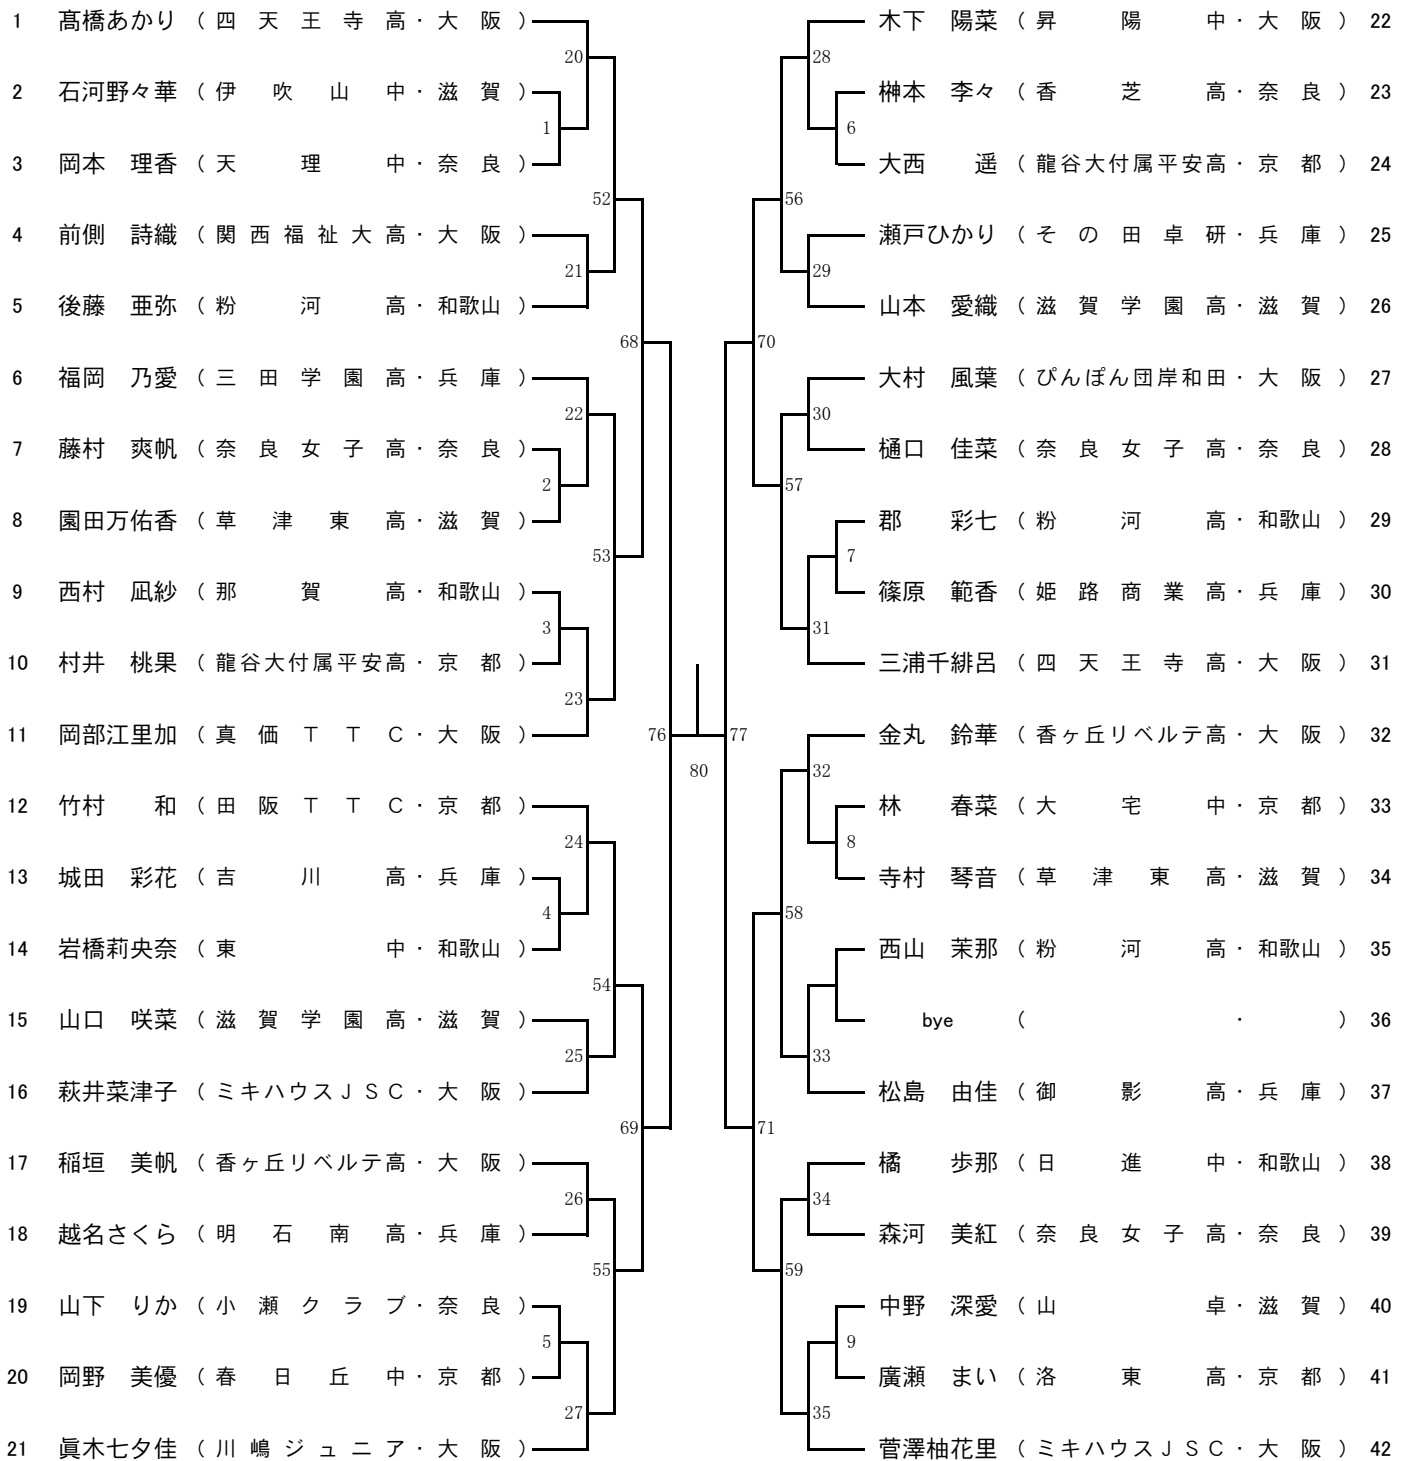 1 髙橋あかり （四天王寺高・大阪）
2 石河野々華 （伊吹山中・滋賀）
3 岡本 理香 （天理中・奈良）
4 前側 詩織 （関西福祉大高・大阪）
5 後藤 亜弥 （粉河高・和歌山）
6 福岡 乃愛 （三田学園高・兵庫）
7 藤村 爽帆 （奈良女子高・奈良）
8 園田万佑香 （草津東高・滋賀）
9 西村 凪紗 （那賀高・和歌山）
10 村井 桃果 （龍谷大付属平安高・京都）
11 岡部江里加 （真価ＴＴＣ・大阪）
12 竹村 和 （田阪ＴＴＣ・京都）
13 城田 彩花 （吉川高・兵庫）
14 岩橋莉央奈 （東中・和歌山）
15 山口 咲菜 （滋賀学園高・滋賀）
16 萩井菜津子 （ミキハウスＪＳＣ・大阪）
17 稲垣 美帆 （香ヶ丘リベルテ高・大阪）
18 越名さくら （明石南高・兵庫）
19 山下 りか （小瀬クラブ・奈良）
20 岡野 美優 （春日丘中・京都）
21 眞木七夕佳 （川嶋ジュニア・大阪）
20
1
52
21
68
22
2
53
3
23
76
24
4
54
25
69
26
55
5
27
80
77
28
6
56
29
70
30
57
7
31
32
8
58
33
71
34
59
9
35
木下 陽菜 （昇陽中・大阪） 22
榊本 李々 （香芝高・奈良） 23
大西 遥 （龍谷大付属平安高・京都） 24
瀬戸ひかり （その田卓研・兵庫） 25
山本 愛織 （滋賀学園高・滋賀） 26
大村 風葉 （ぴんぽん団岸和田・大阪） 27
樋口 佳菜 （奈良女子高・奈良） 28
郡 彩七 （粉河高・和歌山） 29
篠原 範香 （姫路商業高・兵庫） 30
三浦千緋呂 （四天王寺高・大阪） 31
金丸 鈴華 （香ヶ丘リベルテ高・大阪） 32
林 春菜 （大宅中・京都） 33
寺村 琴音 （草津東高・滋賀） 34
西山 茉那 （粉河高・和歌山） 35
bye （ ・ ） 36
松島 由佳 （御影高・兵庫） 37
橘 歩那 （日進中・和歌山） 38
森河 美紅 （奈良女子高・奈良） 39
中野 深愛 （山卓・滋賀） 40
廣瀬 まい （洛東高・京都） 41
菅澤柚花里 （ミキハウスＪＳＣ・大阪） 42